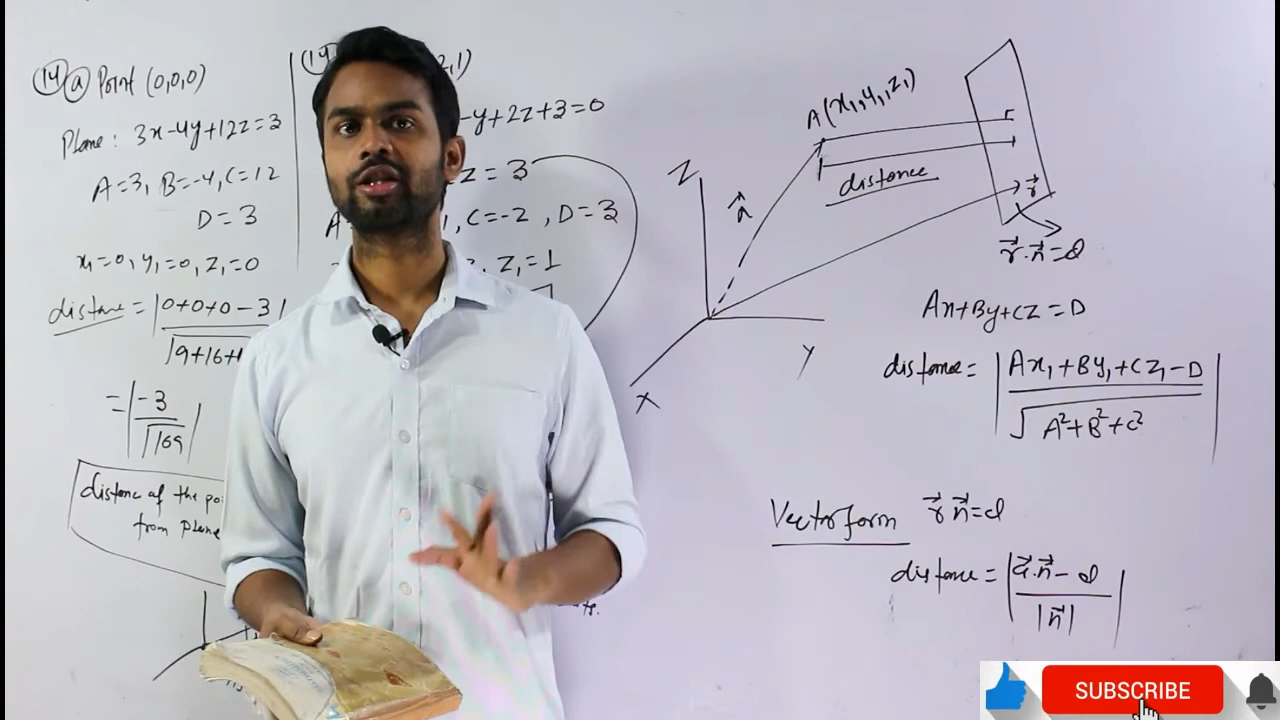 14 a Point (0,0,0)
Plane: 3x-4y+12z=3
A=3, B=-4, C=12
D=3
x₁=0, y₁=0, z₁=0
distance = |0+0+0-3|
√9+16+
= |-3
√169|
distance of the
from plane
14
,1)
-y+2z+3=0
z=3
, C=-2, D=3
, z₁=1
A(x₁,y₁,z₁)
Z
a⃗
distance
r⃗
r⃗.n⃗=d
X
Y
Ax+By+Cz=D
distance = |Ax₁+By₁+Cz₁-D
√A²+B²+C²|
Vector form r⃗ n⃗=d
distance = |a⃗.n⃗-d
|n⃗||
SUBSCRIBE